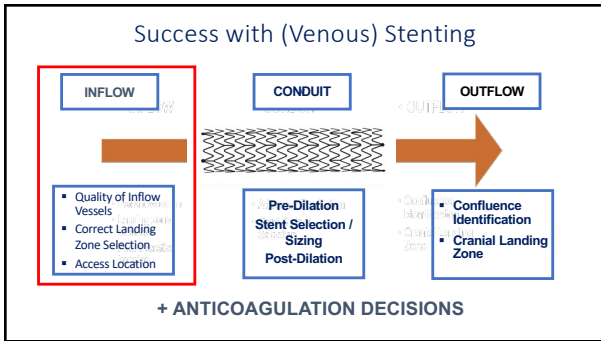 Success with (Venous) Stenting
INFLOW
CONDUIT
OUTFLOW
▪ Quality of Inflow
Vessels
▪ Correct Landing
Zone Selection
▪ Access Location
Pre-Dilation
Stent Selection /
Sizing
Post-Dilation
▪ Confluence
Identification
▪ Cranial Landing
Zone
+ ANTICOAGULATION DECISIONS